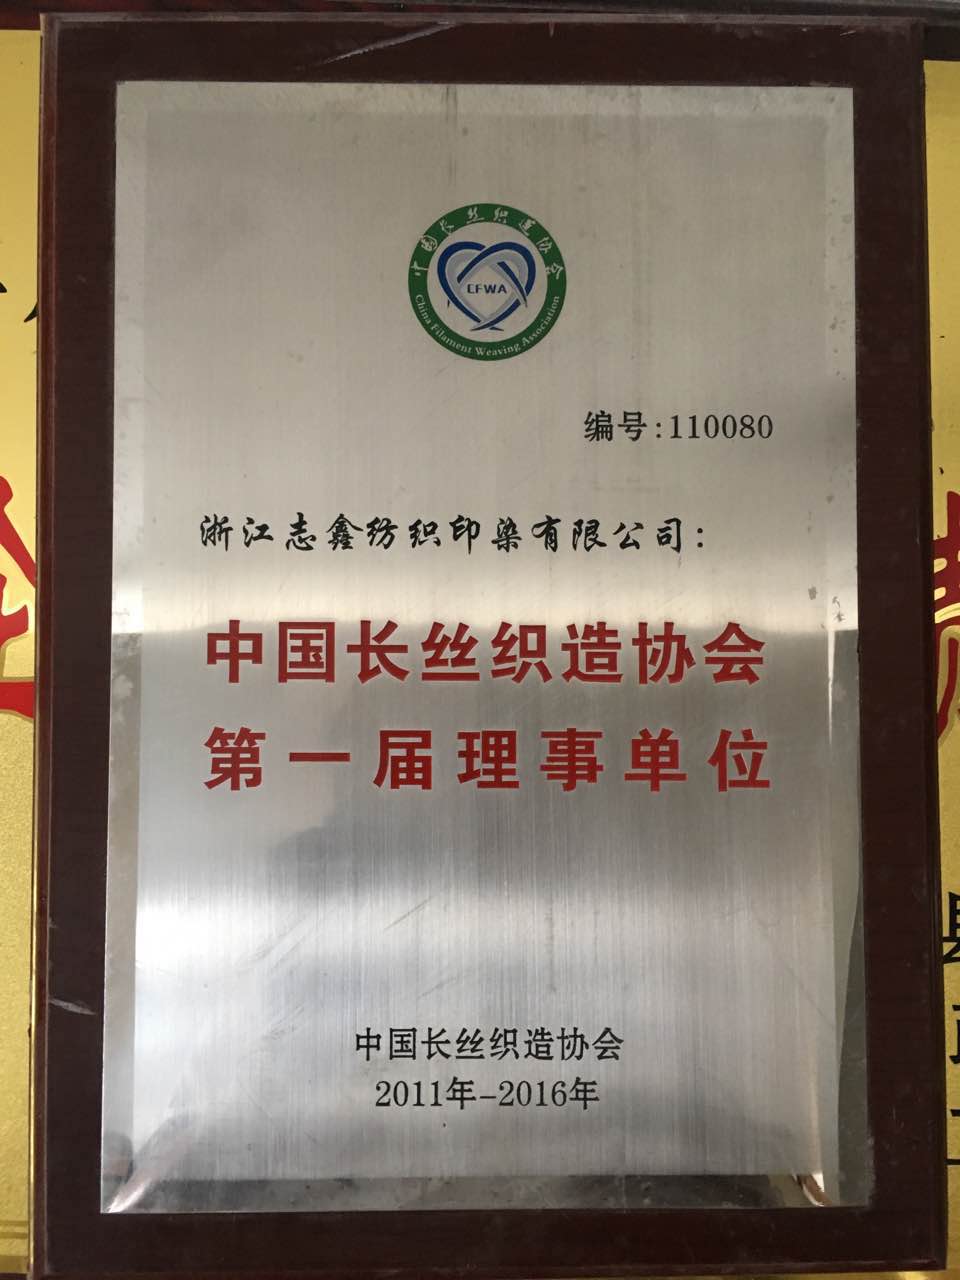 中国长丝织造协会
CFWA
China Filament Weaving Association
编号:110080
浙江志鑫纺织印染有限公司:
中国长丝织造协会
第一届理事单位
中国长丝织造协会
2011年-2016年